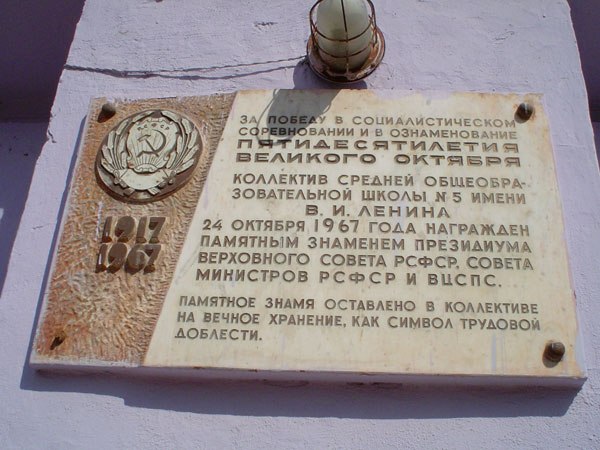 РСФСР
1917
1967
ЗА ПОБЕДУ В СОЦИАЛИСТИЧЕСКОМ
СОРЕВНОВАНИИ И В ОЗНАМЕНОВАНИЕ
ПЯТИДЕСЯТИЛЕТИЯ
ВЕЛИКОГО ОКТЯБРЯ
КОЛЛЕКТИВ СРЕДНЕЙ ОБЩЕОБРА-
ЗОВАТЕЛЬНОЙ ШКОЛЫ №5 ИМЕНИ
В. И. ЛЕНИНА
24 ОКТЯБРЯ 1967 ГОДА НАГРАЖДЕН
ПАМЯТНЫМ ЗНАМЕНЕМ ПРЕЗИДИУМА
ВЕРХОВНОГО СОВЕТА РСФСР, СОВЕТА
МИНИСТРОВ РСФСР И ВЦСПС.
ПАМЯТНОЕ ЗНАМЯ ОСТАВЛЕНО В КОЛЛЕКТИВЕ
НА ВЕЧНОЕ ХРАНЕНИЕ, КАК СИМВОЛ ТРУДОВОЙ
ДОБЛЕСТИ.